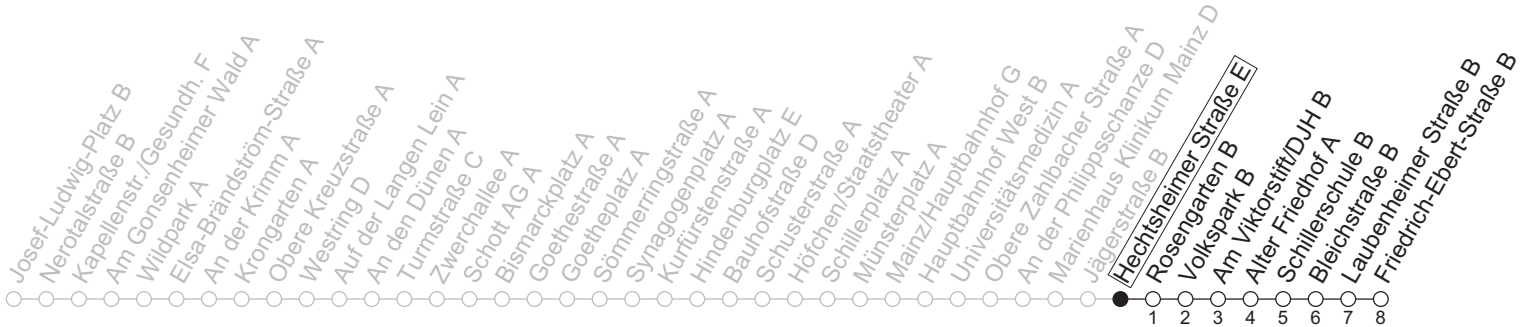 Josef-Ludwig-Platz B
Nerotalstraße B
Kapellenstr./Gesundh. F
Am Gonsenheimer Wald A
Wildpark A
Elsa-Brändström-Straße A
An der Krimm A
Krongarten A
Obere Kreuzstraße A
Westring D
Auf der Langen Lein A
An den Dünen A
Turmstraße C
Zwerchallee A
Schott AG A
Bismarckplatz A
Goethestraße A
Goetheplatz A
Sömmerringstraße A
Synagogenplatz A
Kurfürstenstraße A
Hindenburgplatz E
Bauhofstraße D
Schusterstraße A
Höfchen/Staatstheater A
Schillerplatz A
Münsterplatz A
Mainz/Hauptbahnhof G
Hauptbahnhof West B
Universitätsmedizin A
Obere Zahlbacher Straße A
An der Philippsschanze D
Marienhaus Klinikum Mainz D
Jägerstraße B
Hechtsheimer Straße E
Rosengarten B
Volkspark B
Am Viktorstift/DJH B
Alter Friedhof A
Schillerschule B
Bleichstraße B
Laubenheimer Straße B
Friedrich-Ebert-Straße B
1 2 3 4 5 6 7 8